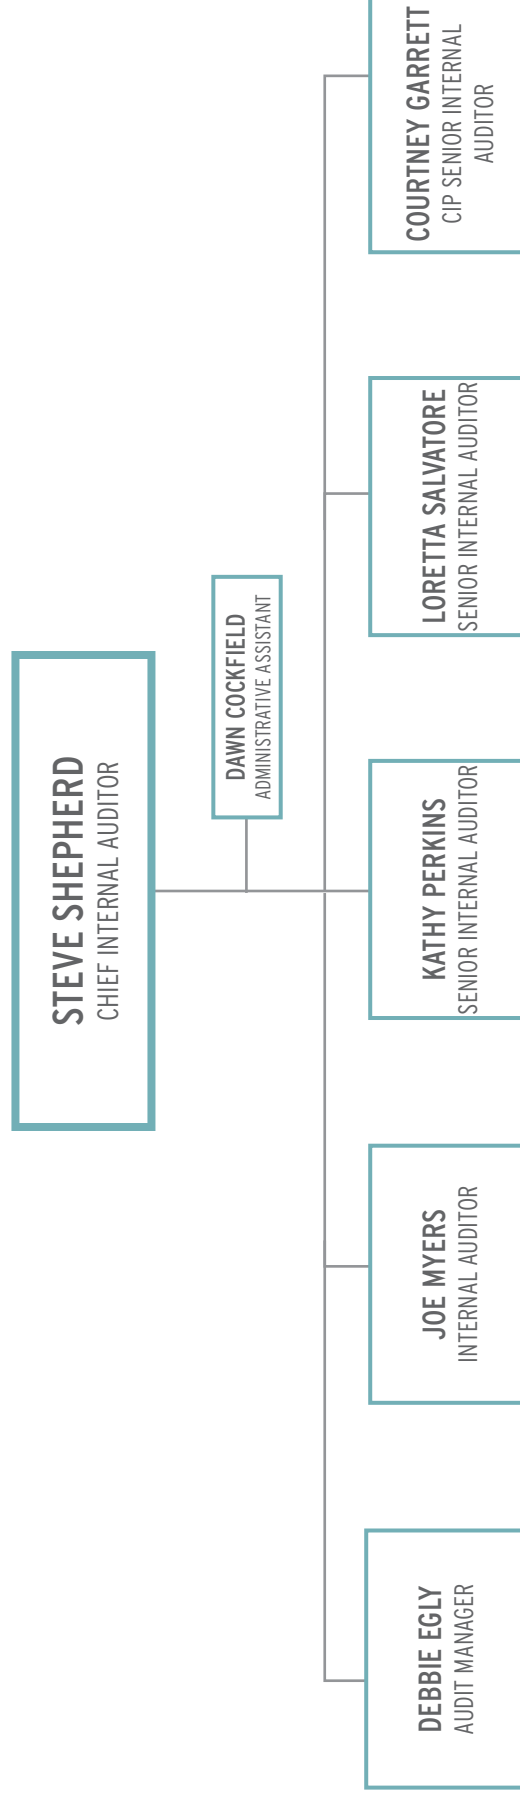 STEVE SHEPHERD
CHIEF INTERNAL AUDITOR
DAWN COCKFIELD
ADMINISTRATIVE ASSISTANT
DEBBIE EGLY
AUDIT MANAGER
JOE MYERS
INTERNAL AUDITOR
KATHY PERKINS
SENIOR INTERNAL AUDITOR
LORETTA SALVATORE
SENIOR INTERNAL AUDITOR
COURTNEY GARRETT
CIP SENIOR INTERNAL
AUDITOR